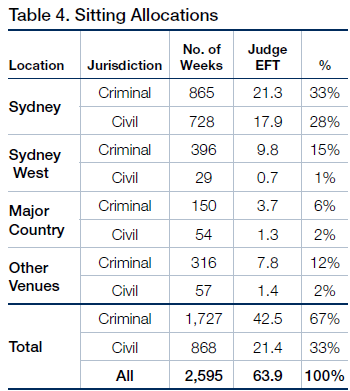 Table 4. Sitting Allocations
Location Jurisdiction No. of Weeks Judge EFT %
Sydney Criminal 865 21.3 33%
Civil 728 17.9 28%
Sydney West Criminal 396 9.8 15%
Civil 29 0.7 1%
Major Country Criminal 150 3.7 6%
Civil 54 1.3 2%
Other Venues Criminal 316 7.8 12%
Civil 57 1.4 2%
Total Criminal 1,727 42.5 67%
Civil 868 21.4 33%
All 2,595 63.9 100%